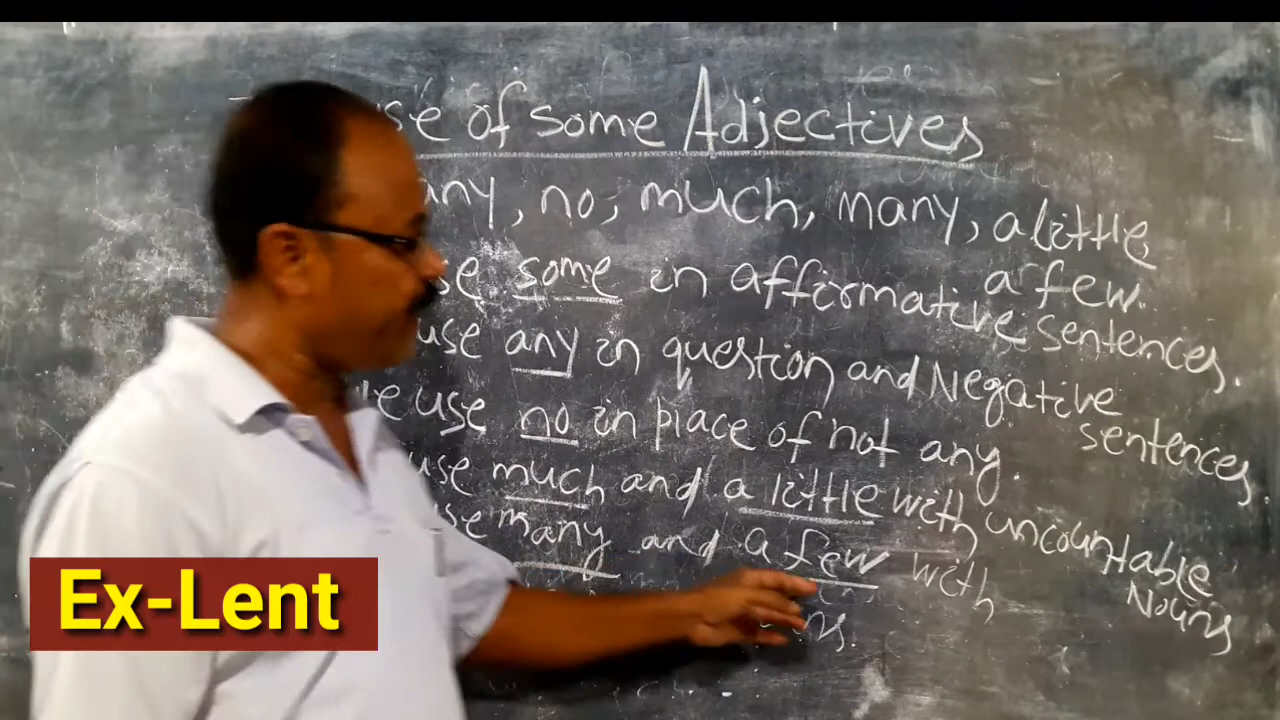 se of some Adjectives
any, no, much, many, a little,
a few.
se some in affirmative sentences.
use any in question and Negative
sentences.
e use no in place of not any.
use much and a little with uncountable
Nouns
se many and a few with
ns.
Ex-Lent